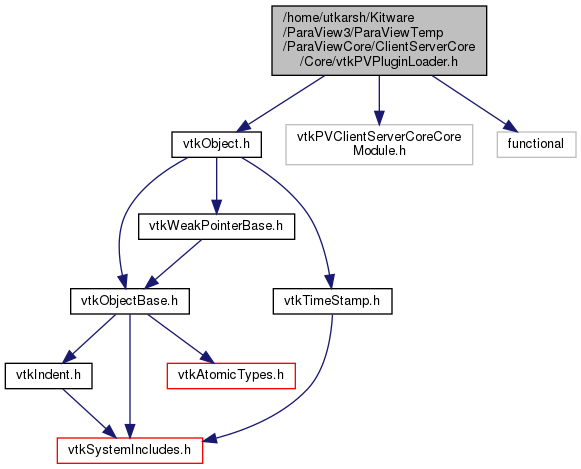 /home/utkarsh/Kitware
/ParaView3/ParaViewTemp
/ParaViewCore/ClientServerCore
/Core/vtkPVPluginLoader.h
vtkObject.h
vtkPVClientServerCoreCore
Module.h
functional
vtkWeakPointerBase.h
vtkObjectBase.h
vtkTimeStamp.h
vtkIndent.h
vtkAtomicTypes.h
vtkSystemIncludes.h